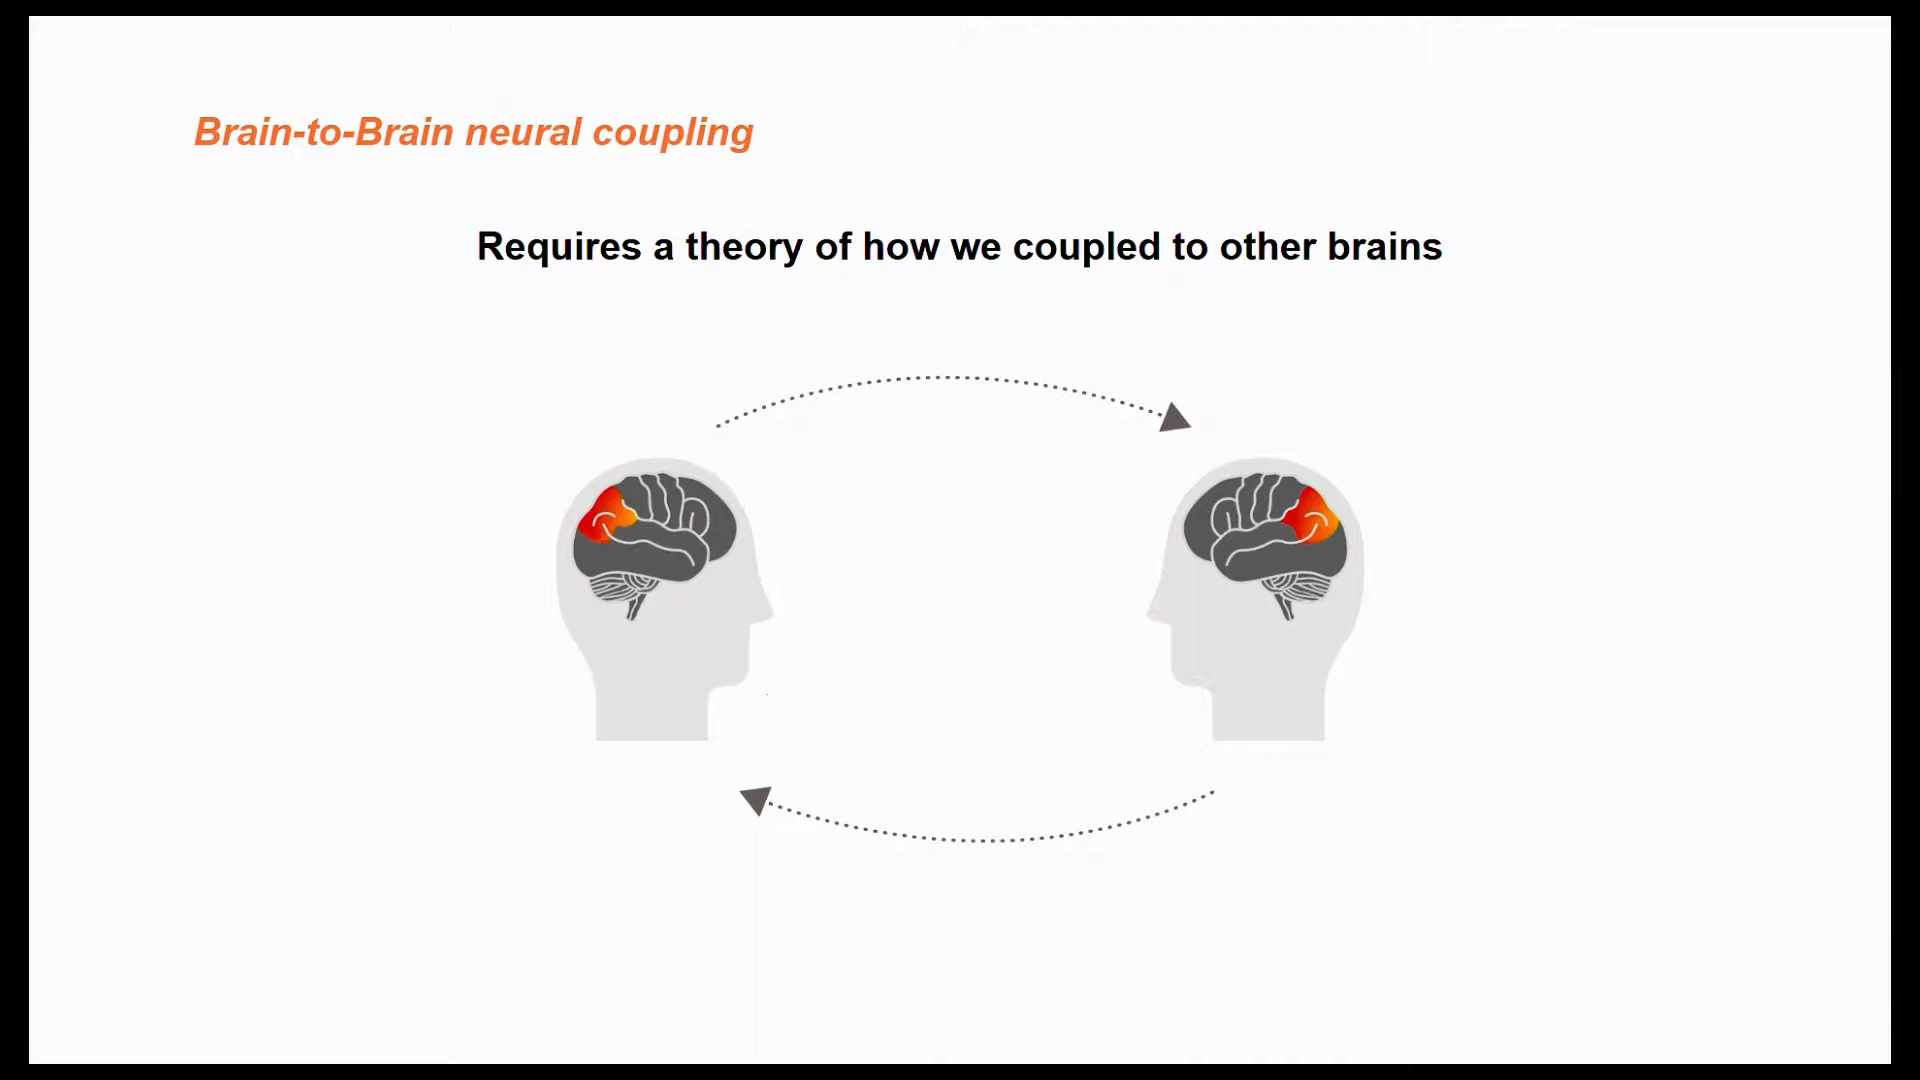 Brain-to-Brain neural coupling
Requires a theory of how we coupled to other brains